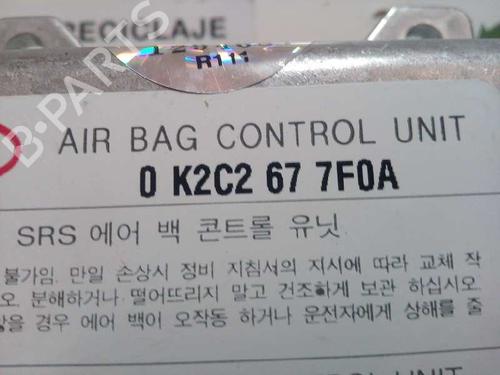 RECICLAJE
R111
B-PARTS
AIR BAG CONTROL UNIT
0 K2C2 67 7F0A
SRS 에어 백 콘트롤 유닛
불가임. 만일 손상시 정비 지침서의 지시에 따라 교체 작
오. 분해하거나 떨어뜨리지 말고 건조하게 보관 하십시오.
을 경우 에어 백이 오작동 하거나 운전자에게 상해를 줄